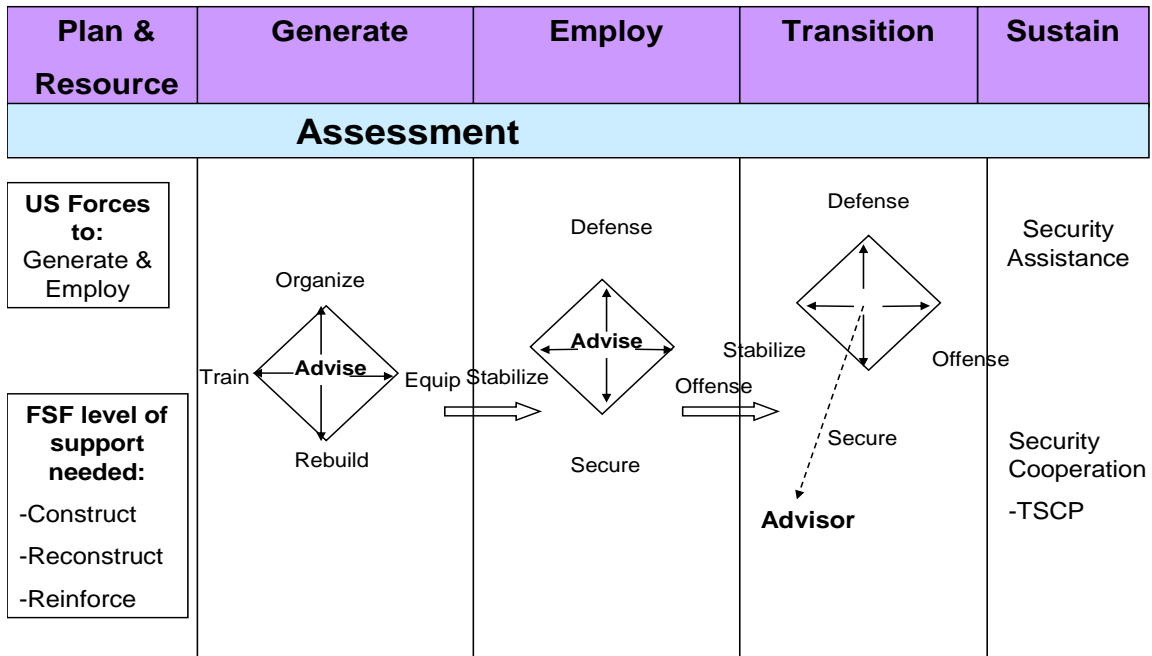 Plan &
Resource
Generate
Employ
Transition
Sustain
Assessment
US Forces
to:
Generate &
Employ
FSF level of
support
needed:
-Construct
-Reconstruct
-Reinforce
Organize
Train
Advise
Equip
Rebuild
Defense
Stabilize
Advise
Offense
Secure
Defense
Stabilize
Offense
Secure
Advisor
Security
Assistance
Security
Cooperation
-TSCP